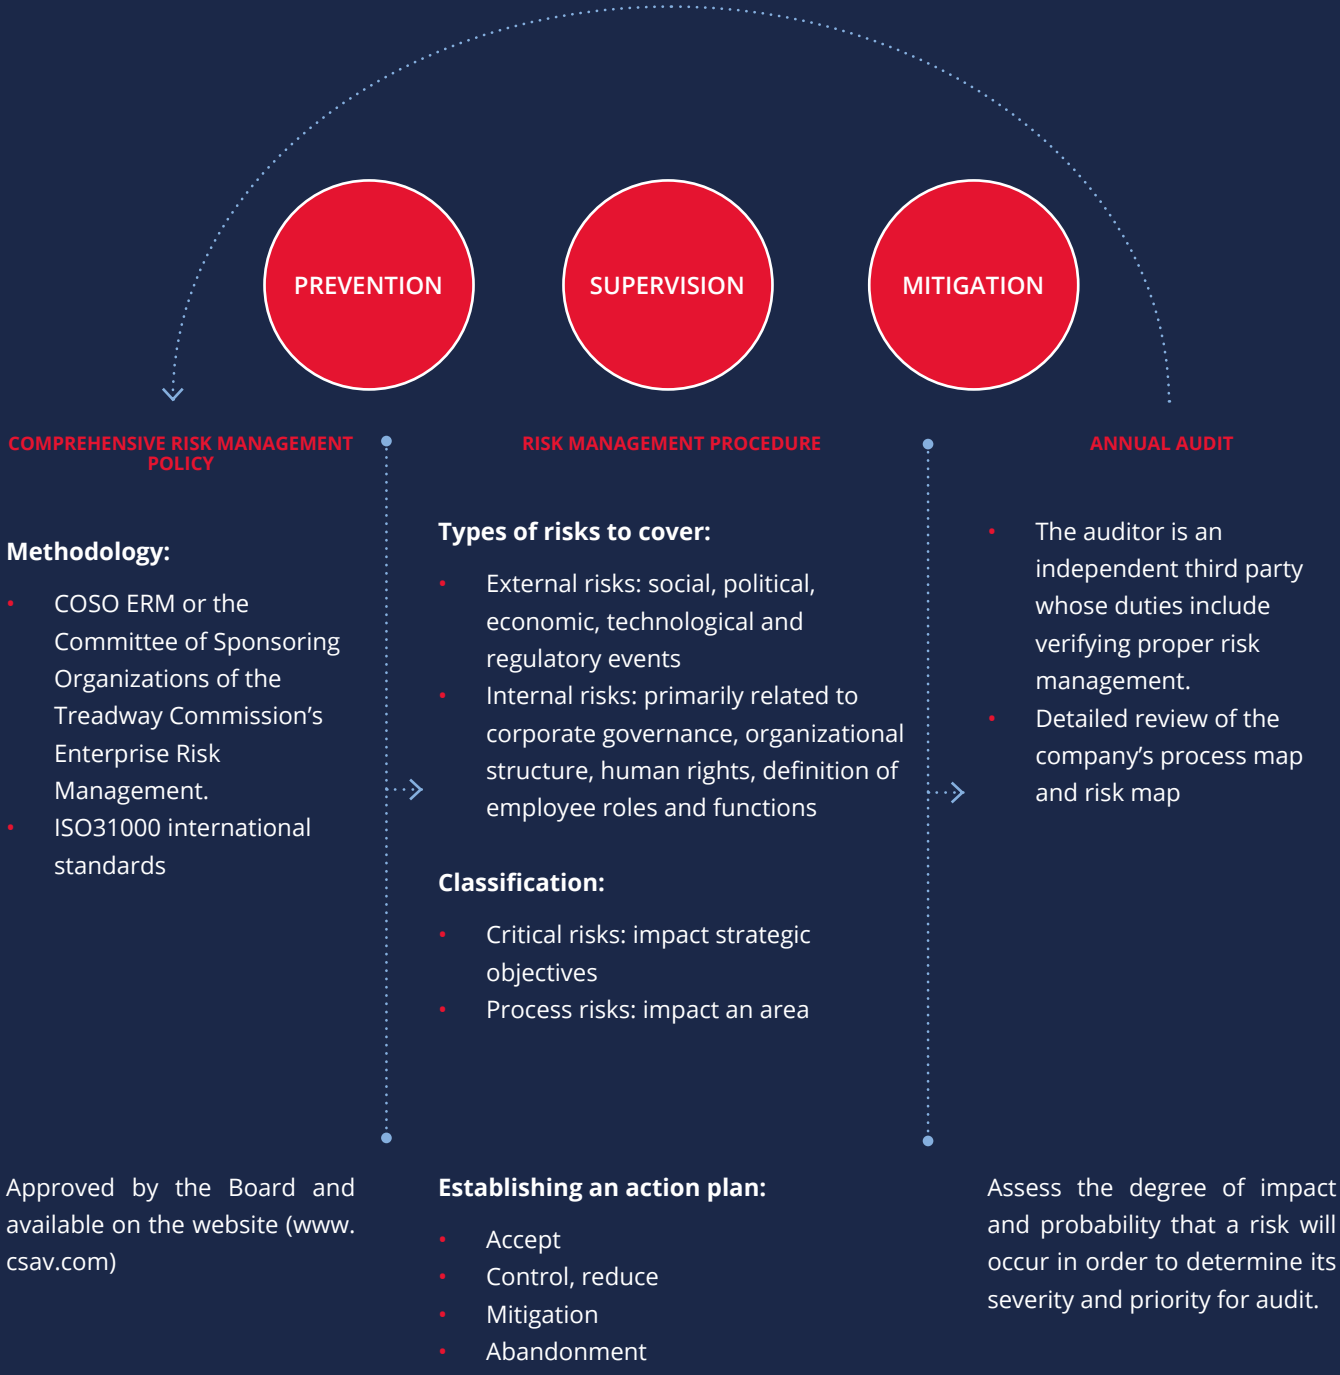 PREVENTION
SUPERVISION
MITIGATION
COMPREHENSIVE RISK MANAGEMENT
POLICY
Methodology:
• COSO ERM or the
Committee of Sponsoring
Organizations of the
Treadway Commission’s
Enterprise Risk
Management.
• ISO31000 international
standards
Approved by the Board and
available on the website (www.
csav.com)
RISK MANAGEMENT PROCEDURE
Types of risks to cover:
• External risks: social, political,
economic, technological and
regulatory events
• Internal risks: primarily related to
corporate governance, organizational
structure, human rights, definition of
employee roles and functions
Classification:
• Critical risks: impact strategic
objectives
• Process risks: impact an area
Establishing an action plan:
• Accept
• Control, reduce
• Mitigation
• Abandonment
ANNUAL AUDIT
• The auditor is an
independent third party
whose duties include
verifying proper risk
management.
• Detailed review of the
company’s process map
and risk map
Assess the degree of impact
and probability that a risk will
occur in order to determine its
severity and priority for audit.